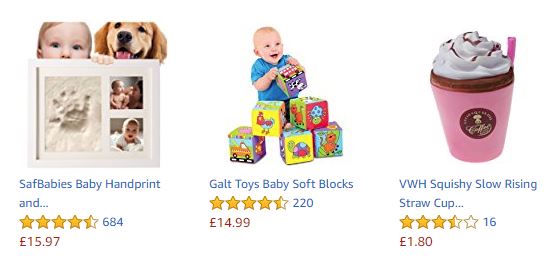 SafBabies Baby Handprint
and...
684
£15.97
Galt Toys Baby Soft Blocks
220
£14.99
VWH Squishy Slow Rising
Straw Cup...
16
£1.80
Coffee